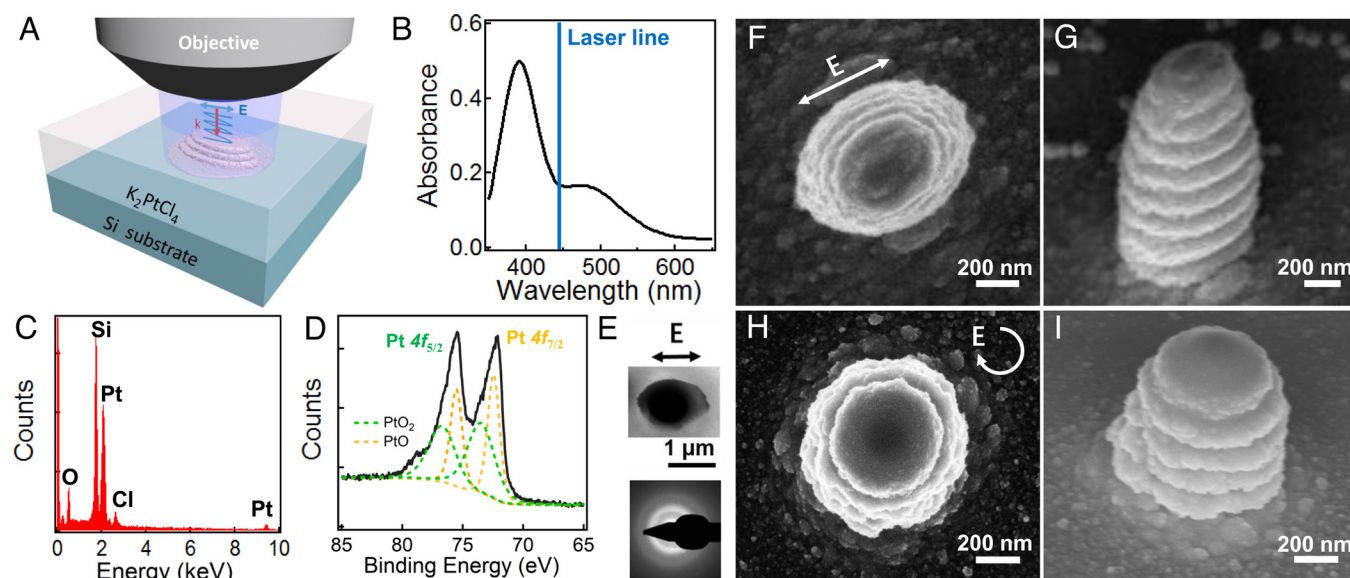 A
Objective
E
k
K₂PtCl₄
Si substrate
B
0.6
0.4
0.2
0.0
Absorbance
Laser line
400
500
600
Wavelength (nm)
C
Counts
Si
Pt
O
Cl
Pt
0
2
4
6
8
10
Energy (keV)
D
Counts
Pt 4f₅/₂
Pt 4f₇/₂
PtO₂
PtO
85
80
75
70
65
Binding Energy (eV)
E
E
1 µm
F
E
200 nm
G
200 nm
H
E
200 nm
I
200 nm